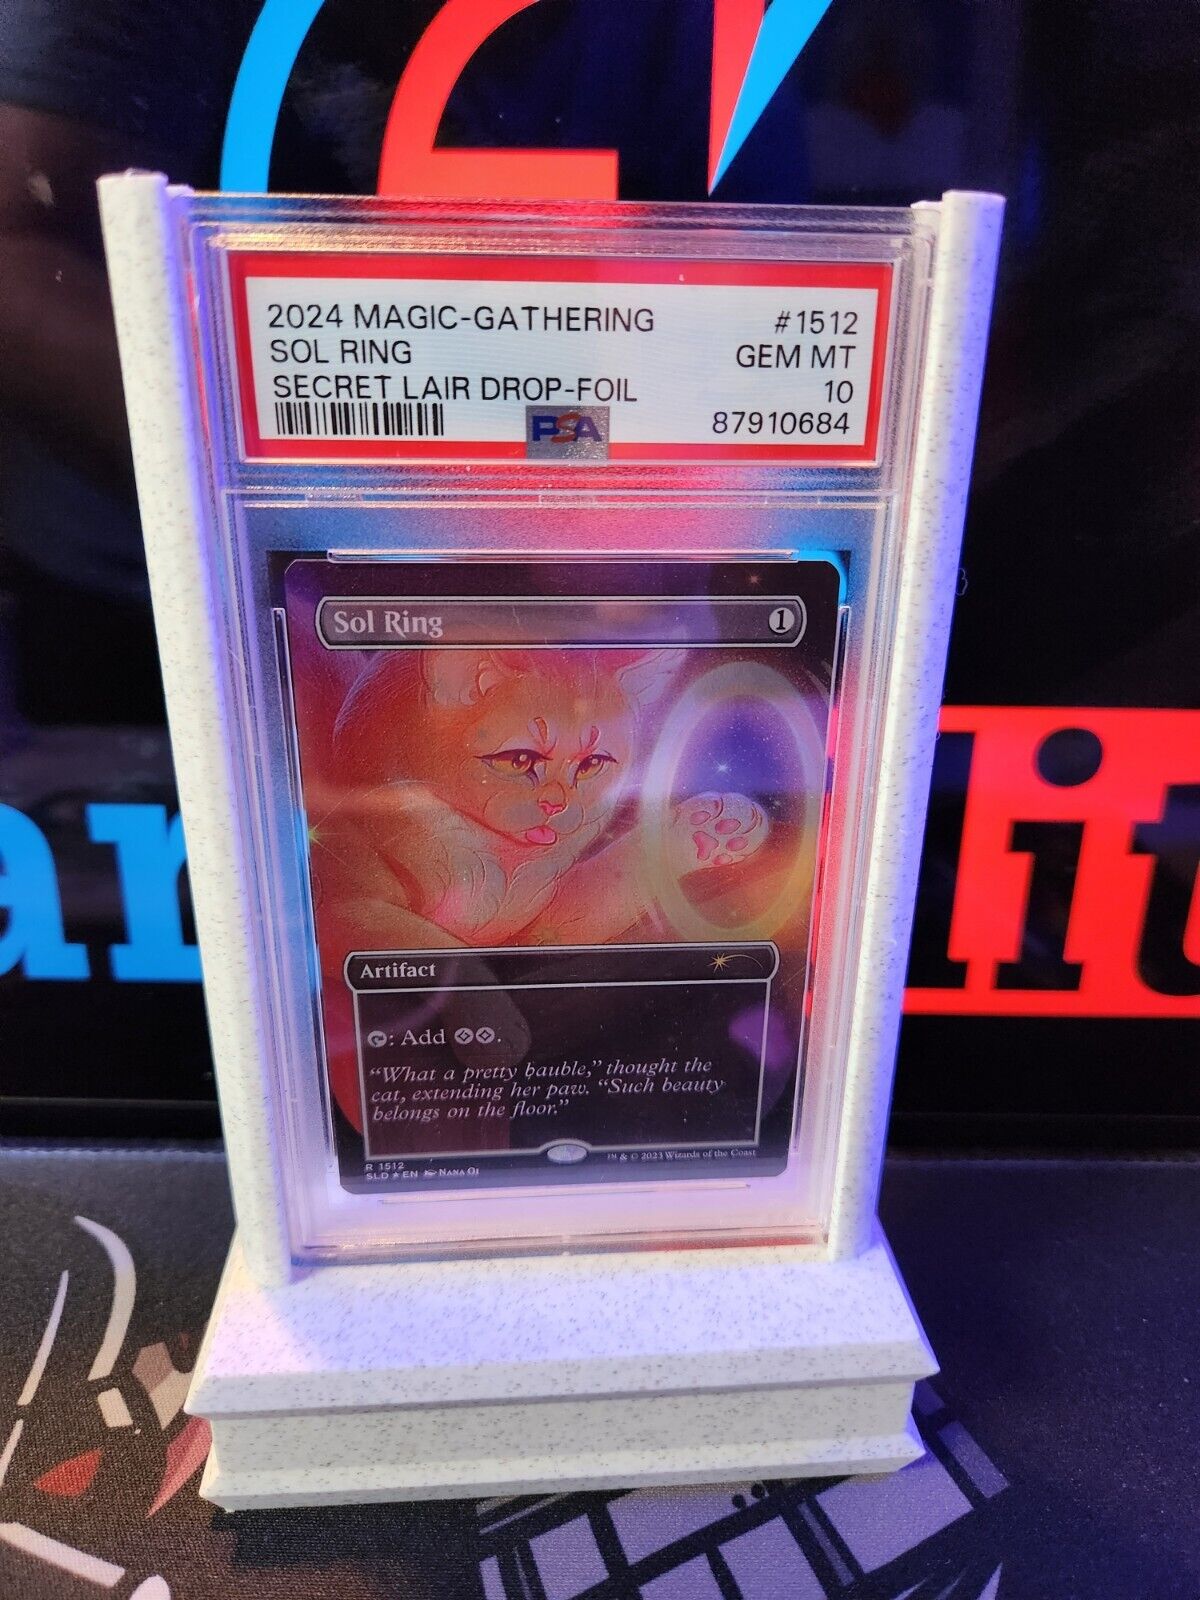 2024 MAGIC-GATHERING #1512
SOL RING GEM MT
SECRET LAIR DROP-FOIL 10
PSA 87910684
Sol Ring 1
Artifact
: Add .
“What a pretty bauble,” thought the
cat, extending her paw. “Such beauty
belongs on the floor.”
R 1512
SLD ★ EN NANA QI
™ & © 2023 Wizards of the Coast